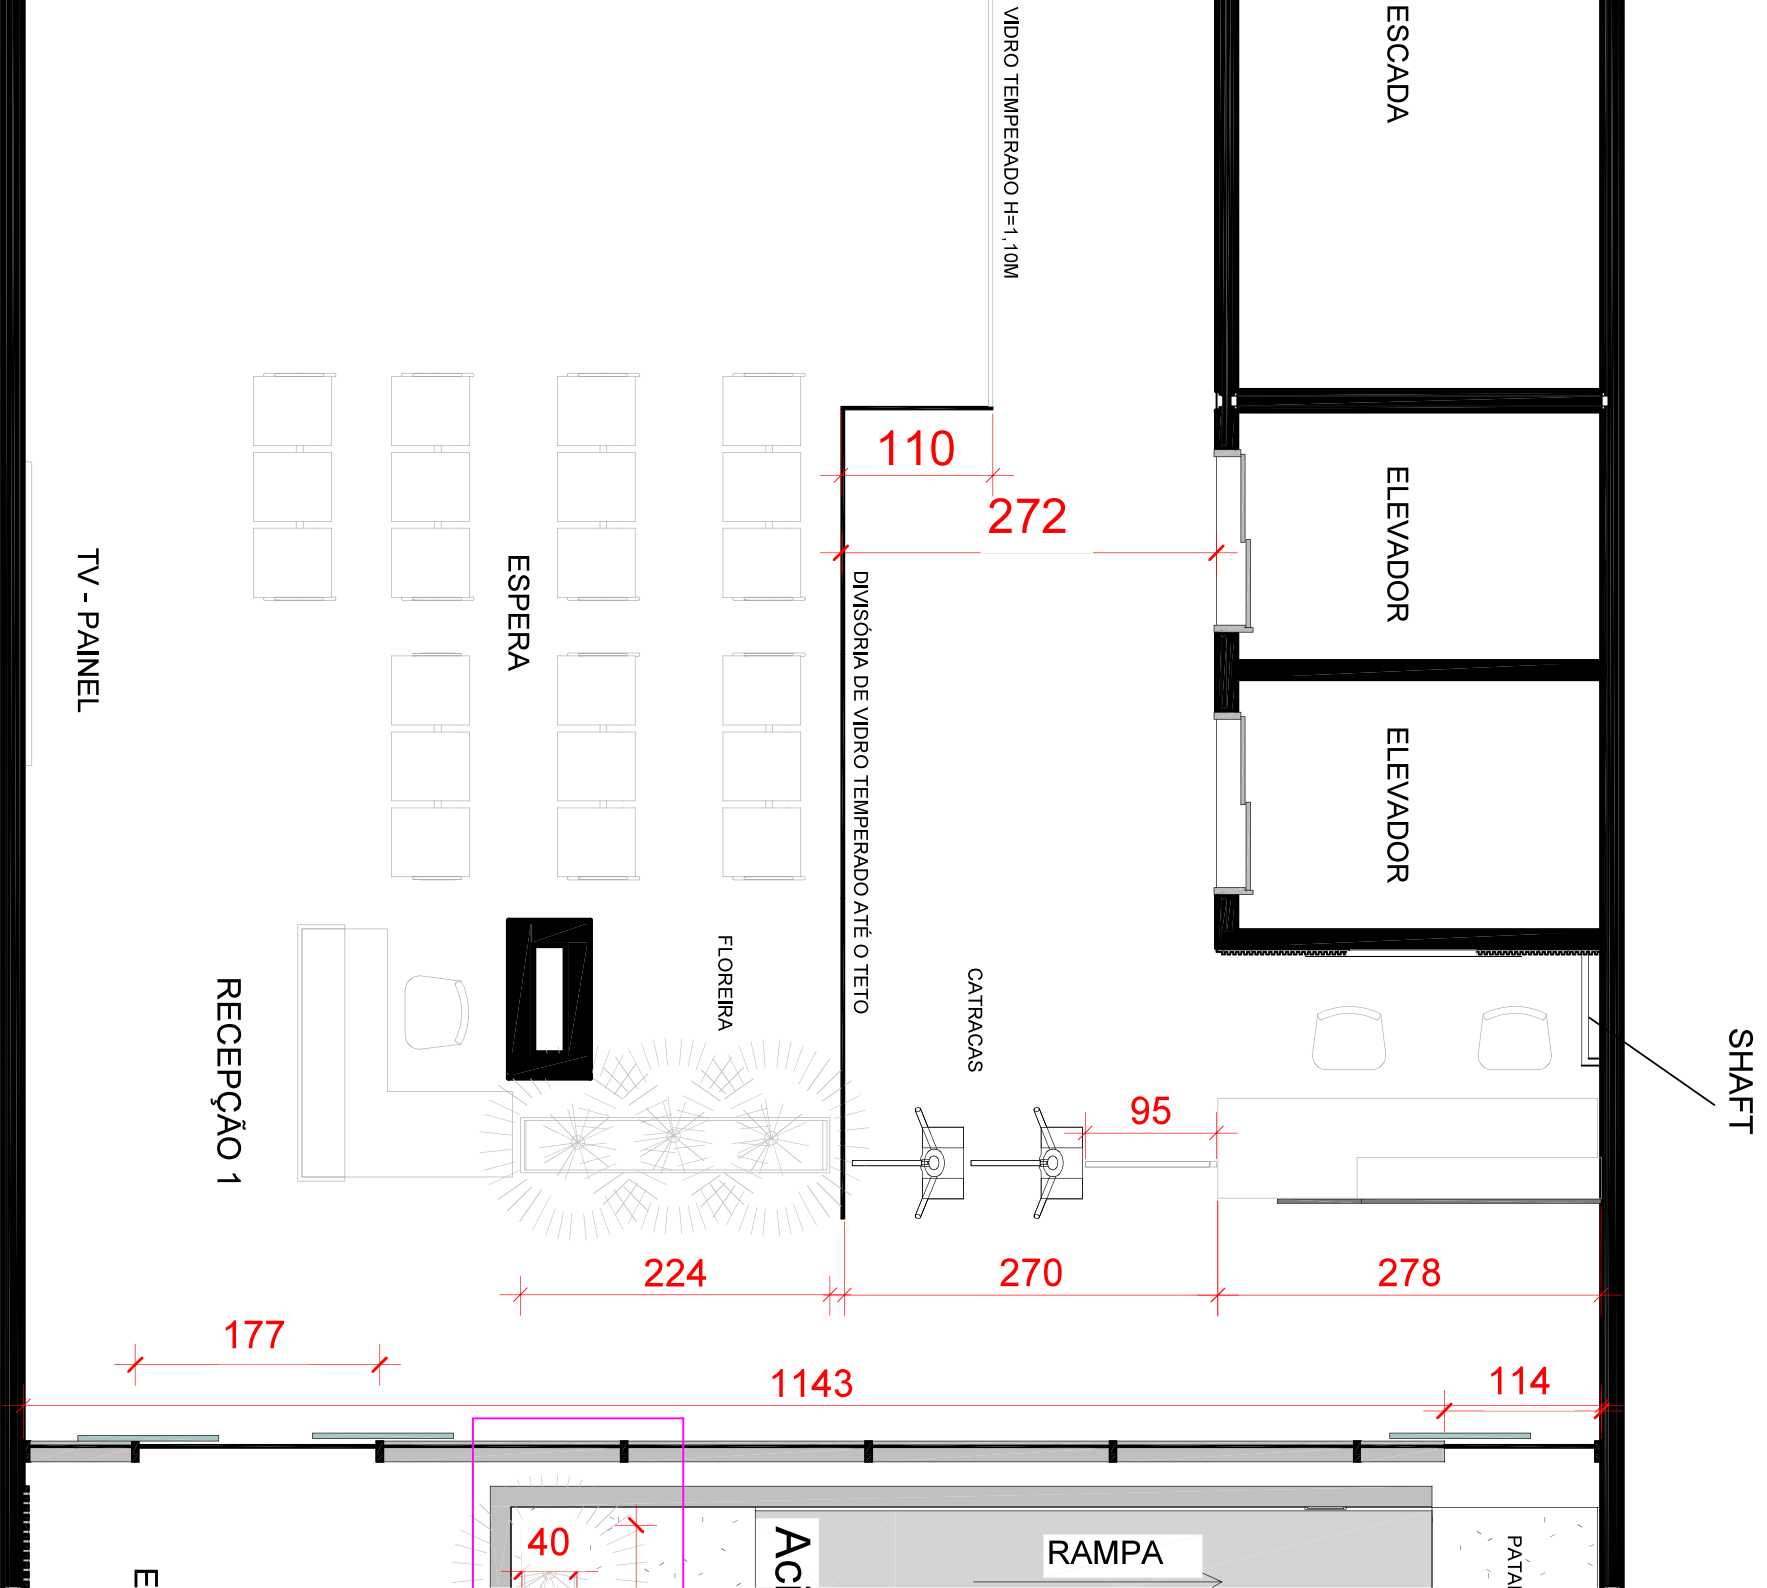 VIDRO TEMPERADO H=1,10M
ESCADA
110
272
ELEVADOR
TV - PAINEL
ESPERA
DIVISÓRIA DE VIDRO TEMPERADO ATÉ O TETO
ELEVADOR
FLOREIRA
CATRACAS
RECEPÇÃO 1
SHAFT
95
224
270
278
177
1143
114
40
RAMPA